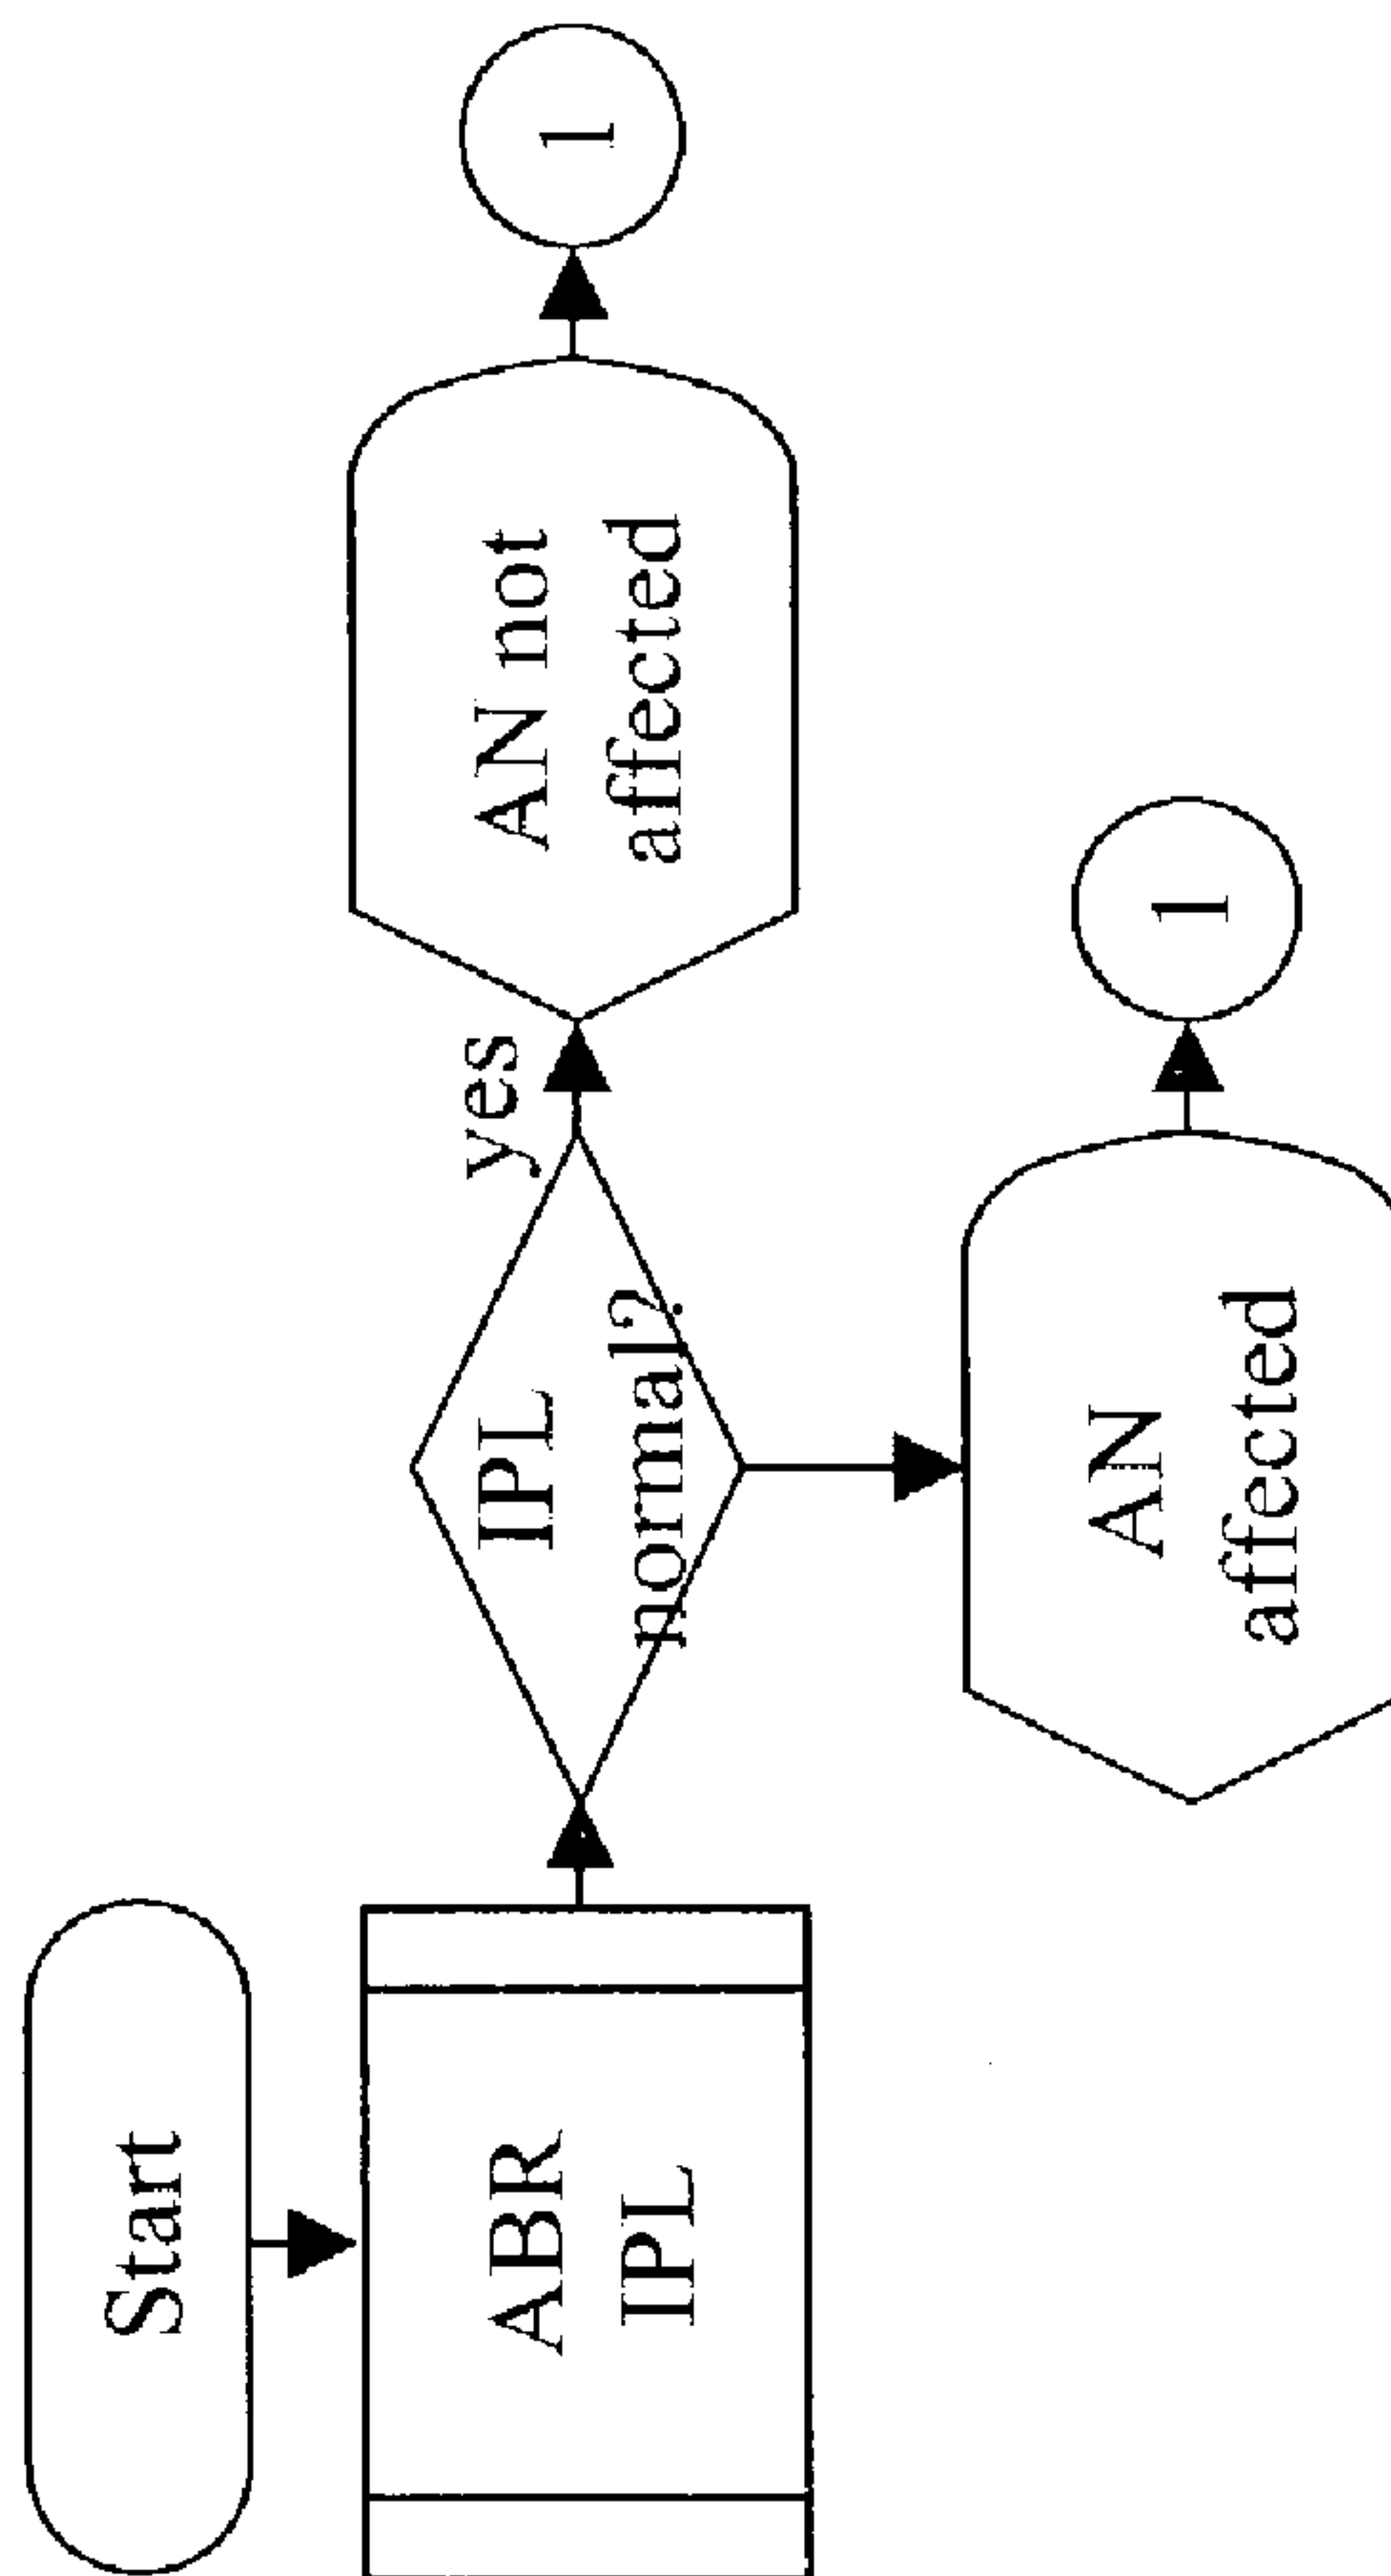 Start
ABR
IPL
IPL
normal?
yes
AN not
affected
1
AN
affected
1